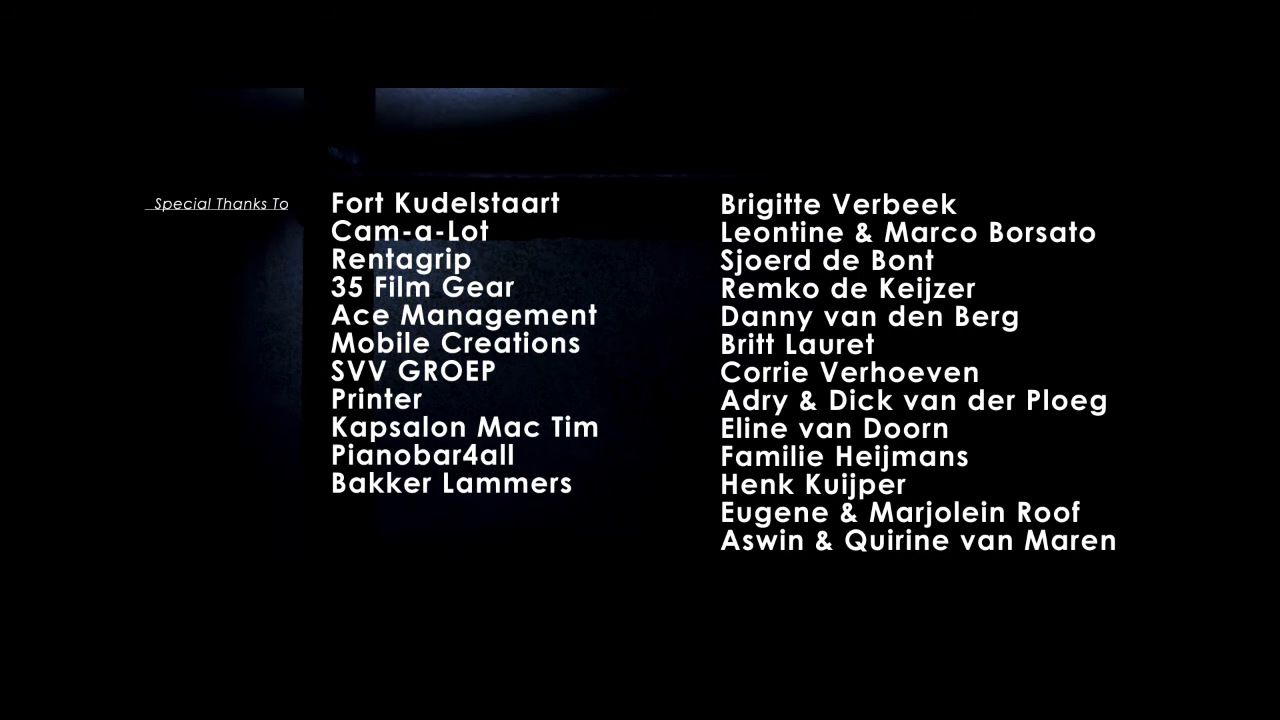 Special Thanks To
Fort Kudelstaart
Cam-a-Lot
Rentagrip
35 Film Gear
Ace Management
Mobile Creations
SVV GROEP
Printer
Kapsalon Mac Tim
Pianobar4all
Bakker Lammers
Brigitte Verbeek
Leontine & Marco Borsato
Sjoerd de Bont
Remko de Keijzer
Danny van den Berg
Britt Lauret
Corrie Verhoeven
Adry & Dick van der Ploeg
Eline van Doorn
Familie Heijmans
Henk Kuijper
Eugene & Marjolein Roof
Aswin & Quirine van Maren